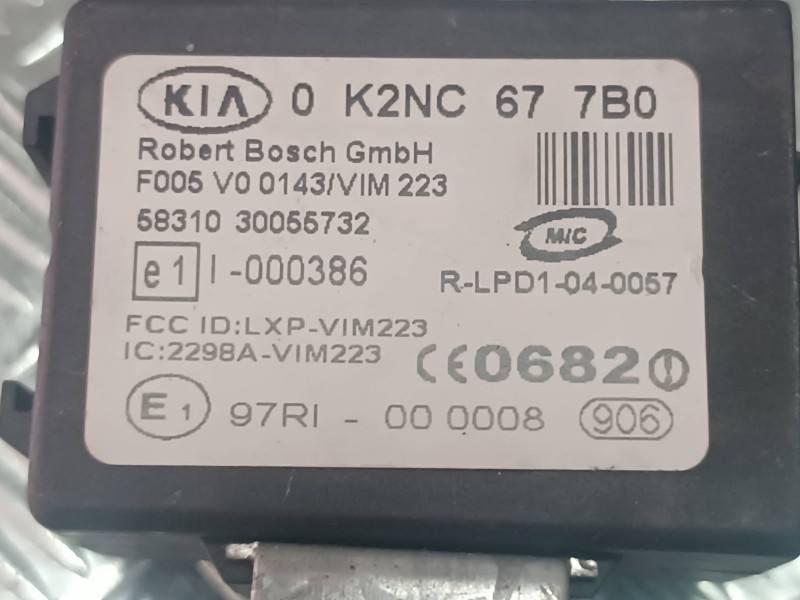 KIA 0 K2NC 67 7B0
Robert Bosch GmbH
F005 V0 0143/VIM 223
58310 30055732
MIC
e1 I-000386
R-LPD1-04-0057
FCC ID:LXP-VIM223
IC:2298A-VIM223
CE0682
E1 97RI - 00 0008 906